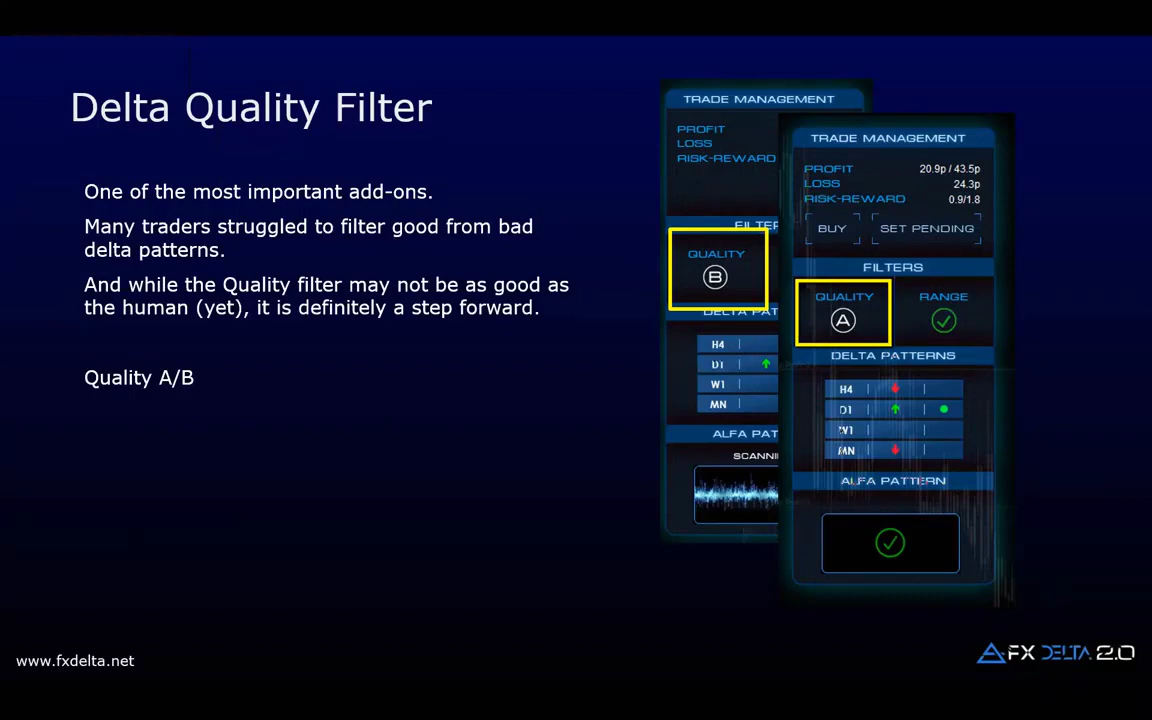 Delta Quality Filter
One of the most important add-ons.
Many traders struggled to filter good from bad
delta patterns.
And while the Quality filter may not be as good as
the human (yet), it is definitely a step forward.
Quality A/B
TRADE MANAGEMENT
PROFIT
LOSS
RISK-REWARD
QUALITY
B
H4
D1
W1
MN
TRADE MANAGEMENT
PROFIT 20.9p / 43.5p
LOSS 24.3p
RISK-REWARD 0.9/1.8
BUY SET PENDING
FILTERS
QUALITY RANGE
A
DELTA PATTERNS
H4
D1
W1
MN
ALFA PATTERN
www.fxdelta.net
FX DELTA 2.0